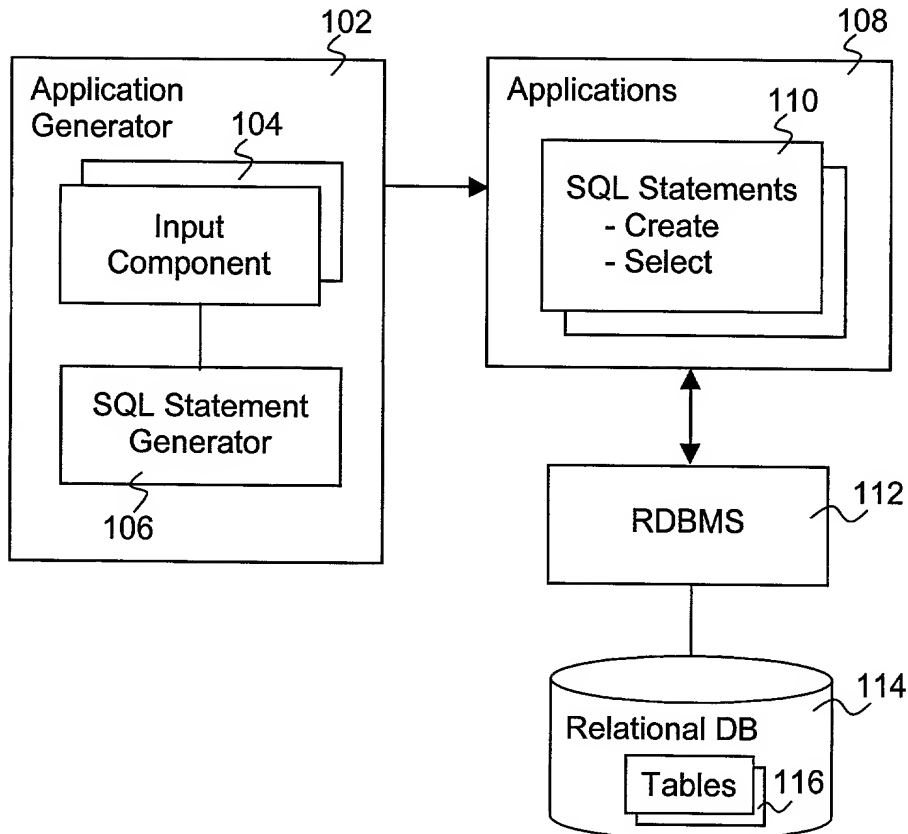 102
Application
Generator
104
Input
Component
SQL Statement
Generator
106
108
Applications
110
SQL Statements
- Create
- Select
RDBMS
112
114
Relational DB
Tables
116